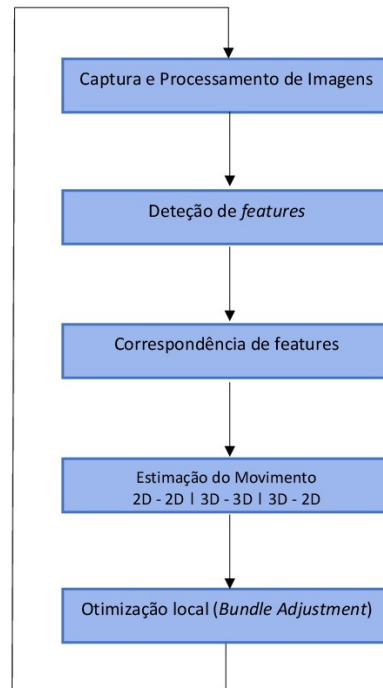 Captura e Processamento de Imagens
Deteção de features
Correspondência de features
Estimação do Movimento
2D - 2D | 3D - 3D | 3D - 2D
Otimização local (Bundle Adjustment)